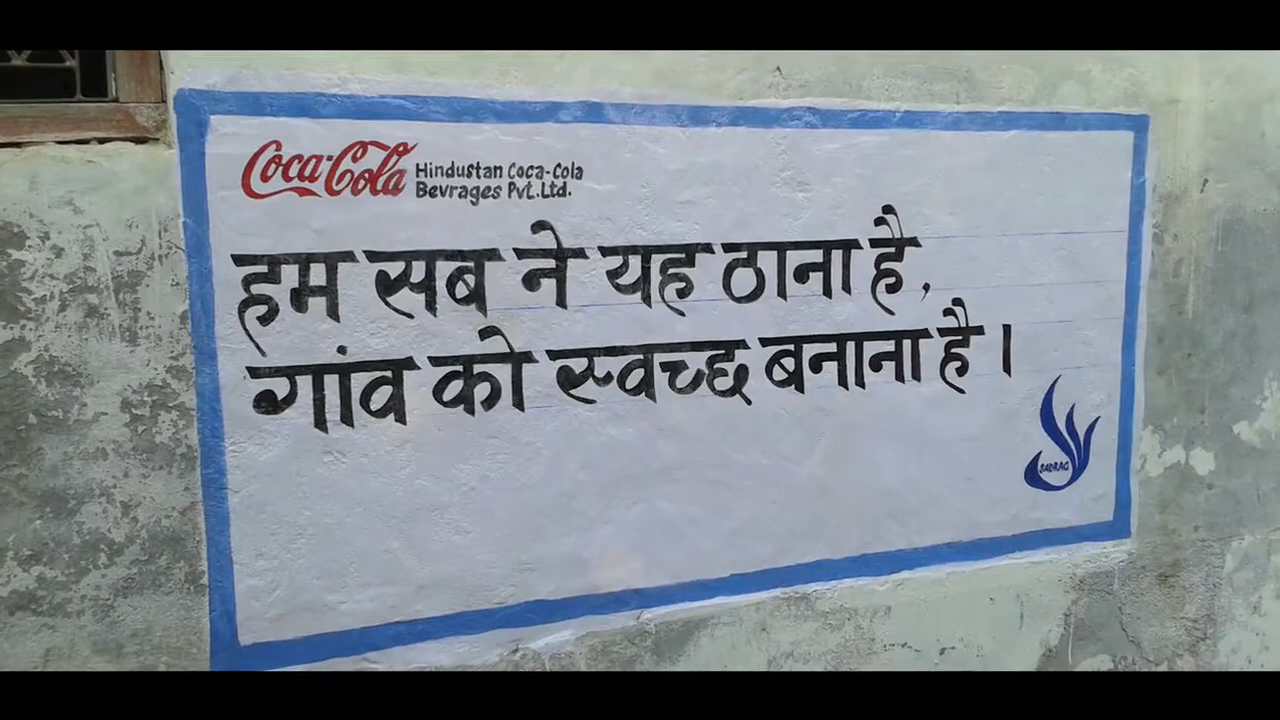 Coca-Cola
Hindustan Coca-Cola
Bevrages Pvt.Ltd.
हम सब ने यह ठाना है,
गांव को स्वच्छ बनाना है।
SADRAG